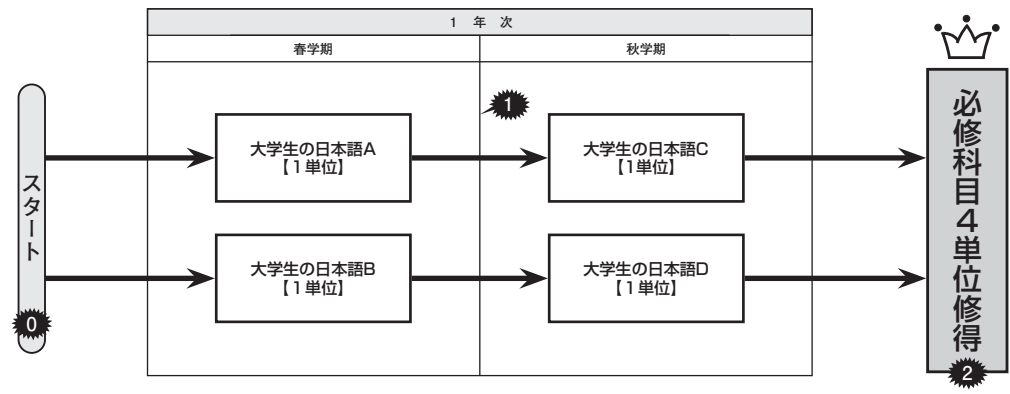 1 年 次
春学期
秋学期
スタート
0
大学生の日本語A
【1単位】
1
大学生の日本語C
【1単位】
大学生の日本語B
【1単位】
大学生の日本語D
【1単位】
必修科目4単位修得
2